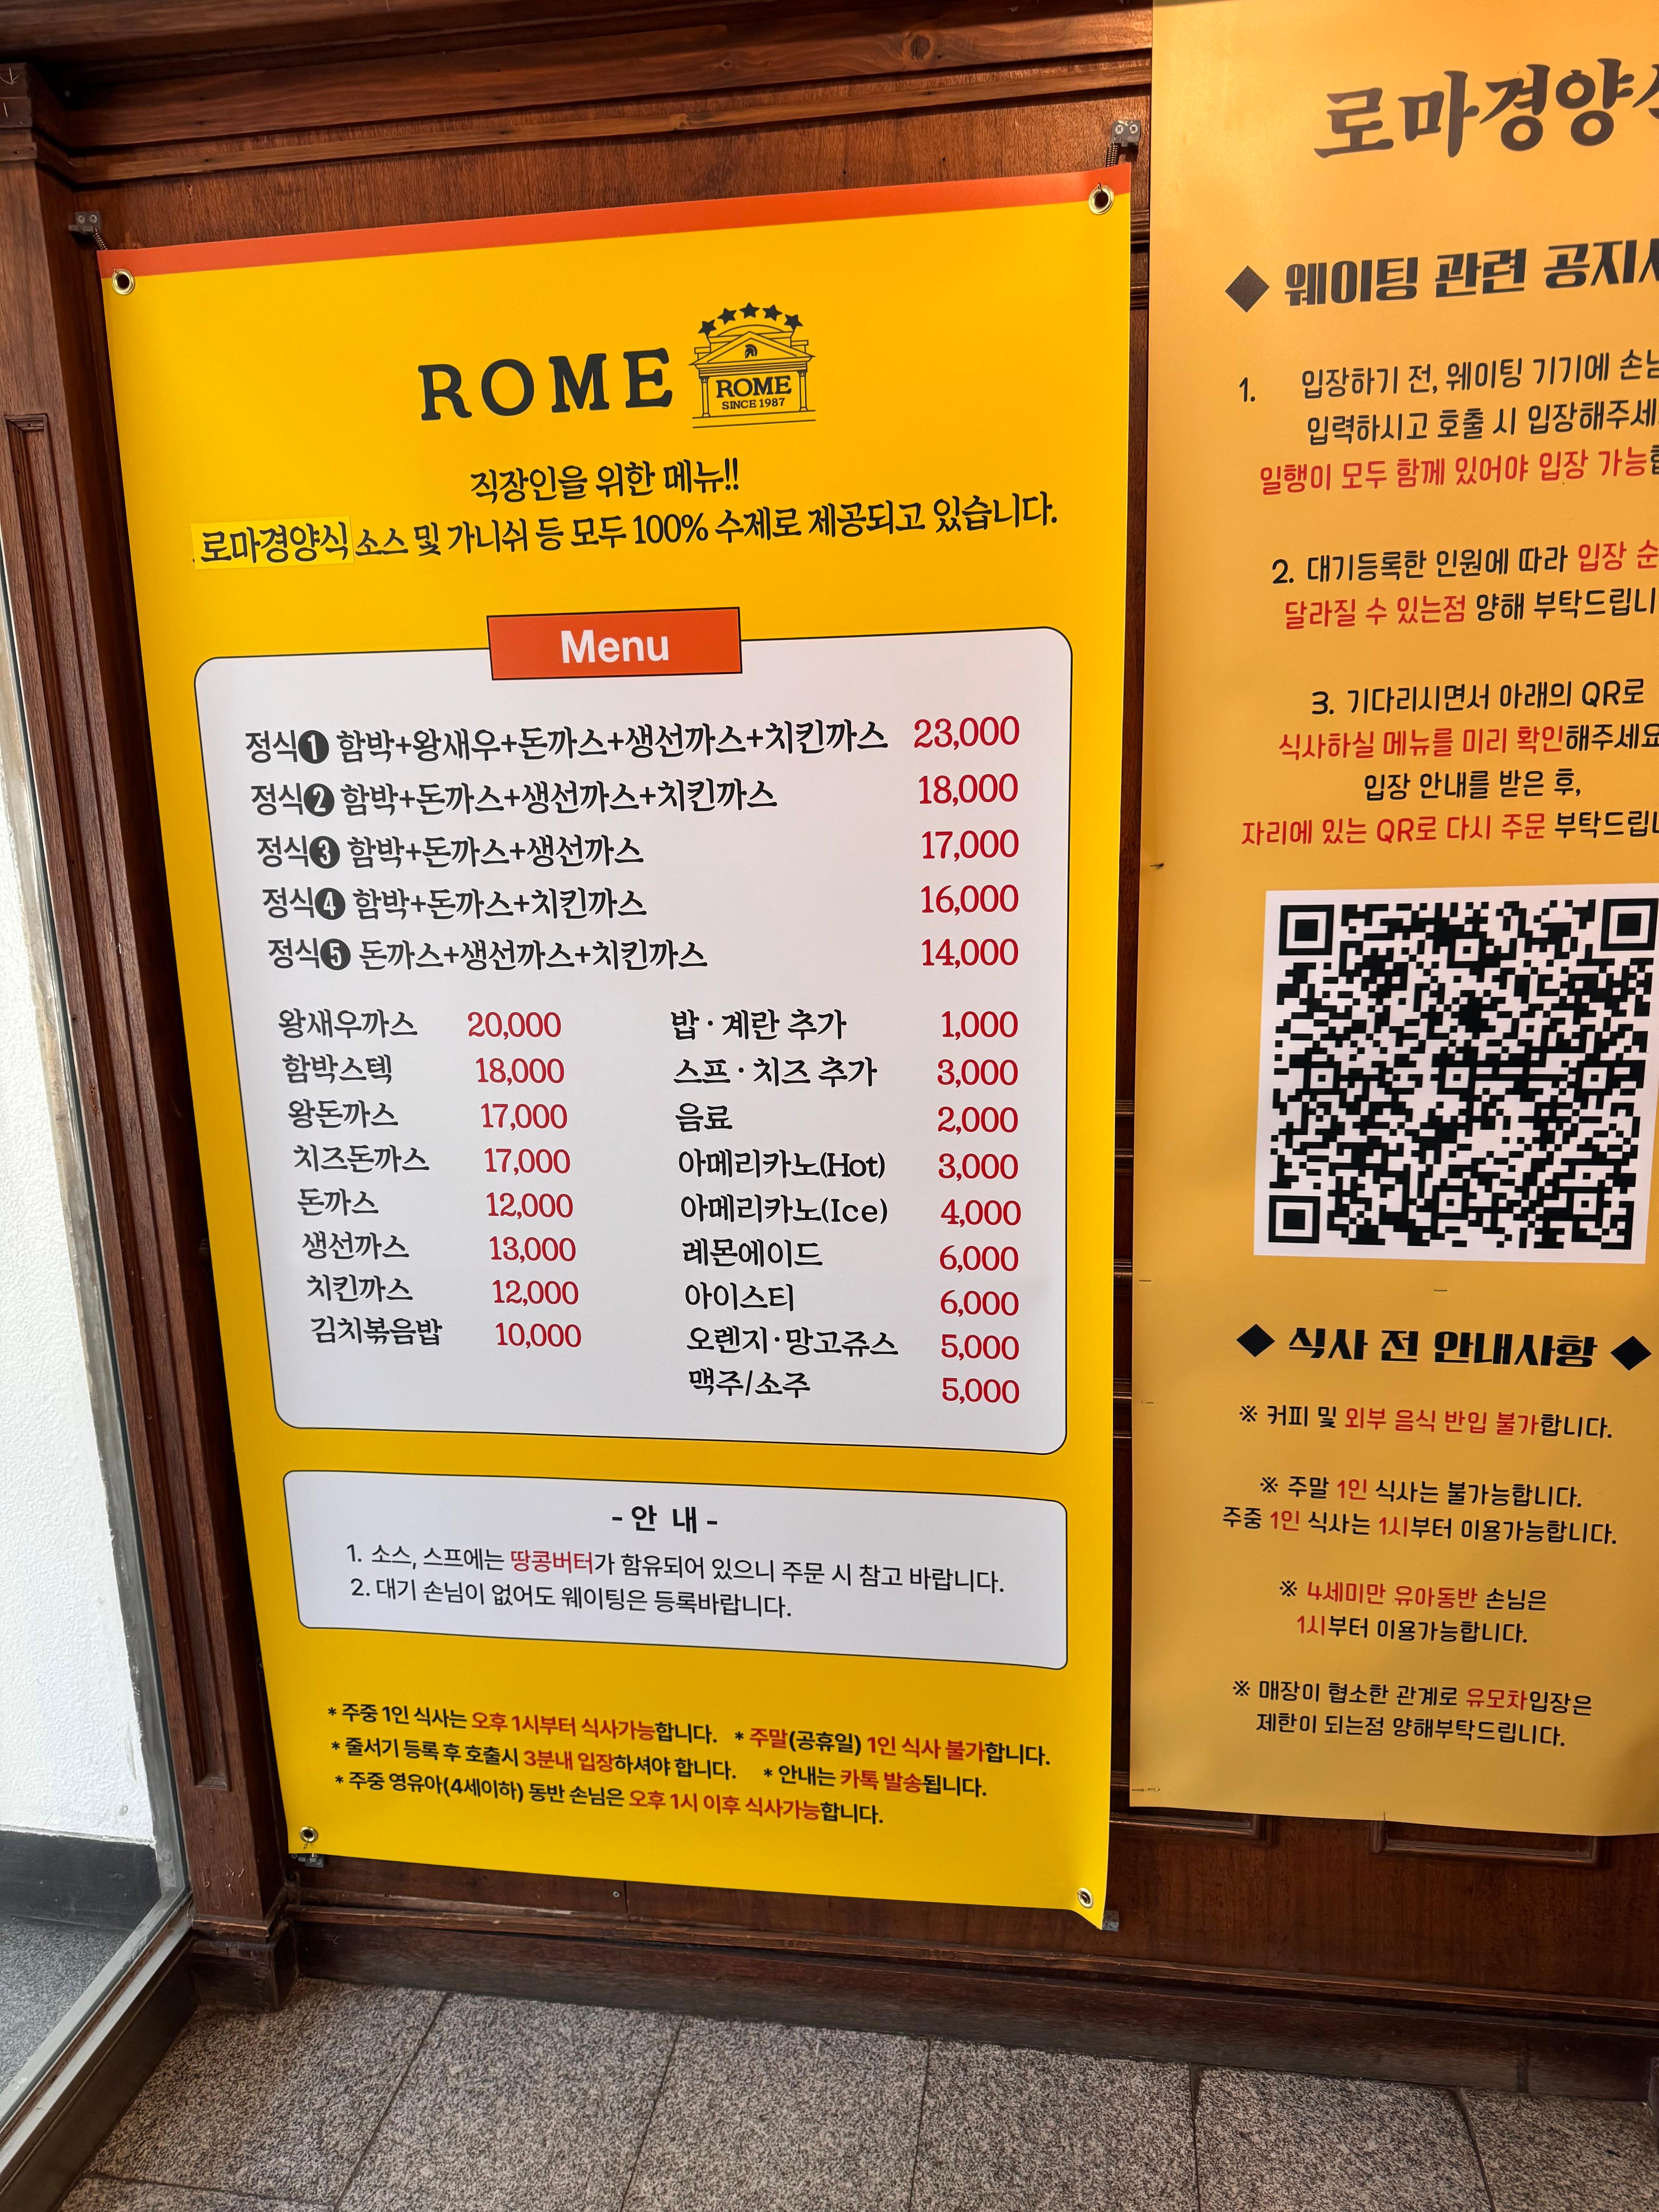 ROME
ROME
SINCE 1987
직장인을 위한 메뉴!!
로마경양식 소스 및 가니쉬 등 모두 100% 수제로 제공되고 있습니다.
Menu
정식❶ 함박+왕새우+돈까스+생선까스+치킨까스 23,000
정식❷ 함박+돈까스+생선까스+치킨까스 18,000
정식❸ 함박+돈까스+생선까스 17,000
정식❹ 함박+돈까스+치킨까스 16,000
정식❺ 돈까스+생선까스+치킨까스 14,000
왕새우까스 20,000
함박스텍 18,000
왕돈까스 17,000
치즈돈까스 17,000
돈까스 12,000
생선까스 13,000
치킨까스 12,000
김치볶음밥 10,000
밥·계란 추가 1,000
스프·치즈 추가 3,000
음료 2,000
아메리카노(Hot) 3,000
아메리카노(Ice) 4,000
레몬에이드 6,000
아이스티 6,000
오렌지·망고쥬스 5,000
맥주/소주 5,000
- 안 내 -
1. 소스, 스프에는 땅콩버터가 함유되어 있으니 주문 시 참고 바랍니다.
2. 대기 손님이 없어도 웨이팅은 등록바랍니다.
* 주중 1인 식사는 오후 1시부터 식사가능합니다. * 주말(공휴일) 1인 식사 불가합니다.
* 줄서기 등록 후 호출시 3분내 입장하셔야 합니다. * 안내는 카톡 발송됩니다.
* 주중 영유아(4세이하) 동반 손님은 오후 1시 이후 식사가능합니다.
로마경양
◆ 웨이팅 관련 공지
1. 입장하기 전, 웨이팅 기기에
입력하시고 호출 시 입장해주세
일행이 모두 함께 있어야 입장 가능
2. 대기등록한 인원에 따라 입장 순
달라질 수 있는점 양해 부탁드립니
3. 기다리시면서 아래의 QR로
식사하실 메뉴를 미리 확인해주세요
입장 안내를 받은 후,
자리에 있는 QR로 다시 주문 부탁드립
◆ 식사 전 안내사항 ◆
※ 커피 및 외부 음식 반입 불가합니다.
※ 주말 1인 식사는 불가능합니다.
주중 1인 식사는 1시부터 이용가능합니다.
※ 4세미만 유아동반 손님은
1시부터 이용가능합니다.
※ 매장이 협소한 관계로 유모차입장은
제한이 되는점 양해부탁드립니다.